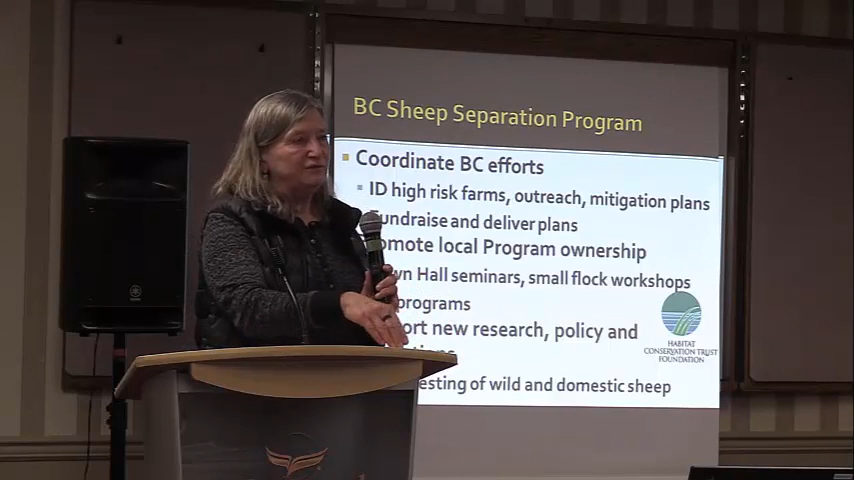 BC Sheep Separation Program
Coordinate BC efforts
ID high risk farms, outreach, mitigation plans
Fundraise and deliver plans
omote local Program ownership
wn Hall seminars, small flock workshops
programs
ort new research, policy and
esting of wild and domestic sheep
HABITAT
CONSERVATION TRUST
FOUNDATION